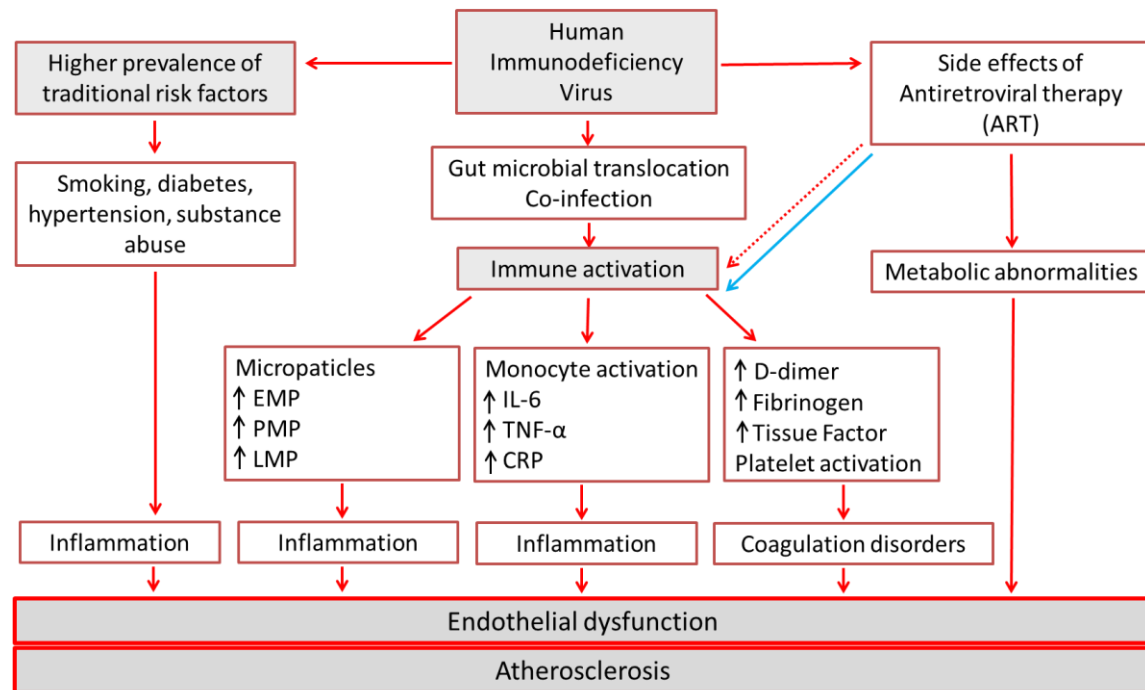 Human
Immunodeficiency
Virus
Higher prevalence of
traditional risk factors
Side effects of
Antiretroviral therapy
(ART)
Smoking, diabetes,
hypertension, substance
abuse
Gut microbial translocation
Co-infection
Immune activation
Metabolic abnormalities
Micropaticles
↑ EMP
↑ PMP
↑ LMP
Monocyte activation
↑ IL-6
↑ TNF-α
↑ CRP
↑ D-dimer
↑ Fibrinogen
↑ Tissue Factor
Platelet activation
Inflammation
Inflammation
Inflammation
Coagulation disorders
Endothelial dysfunction
Atherosclerosis